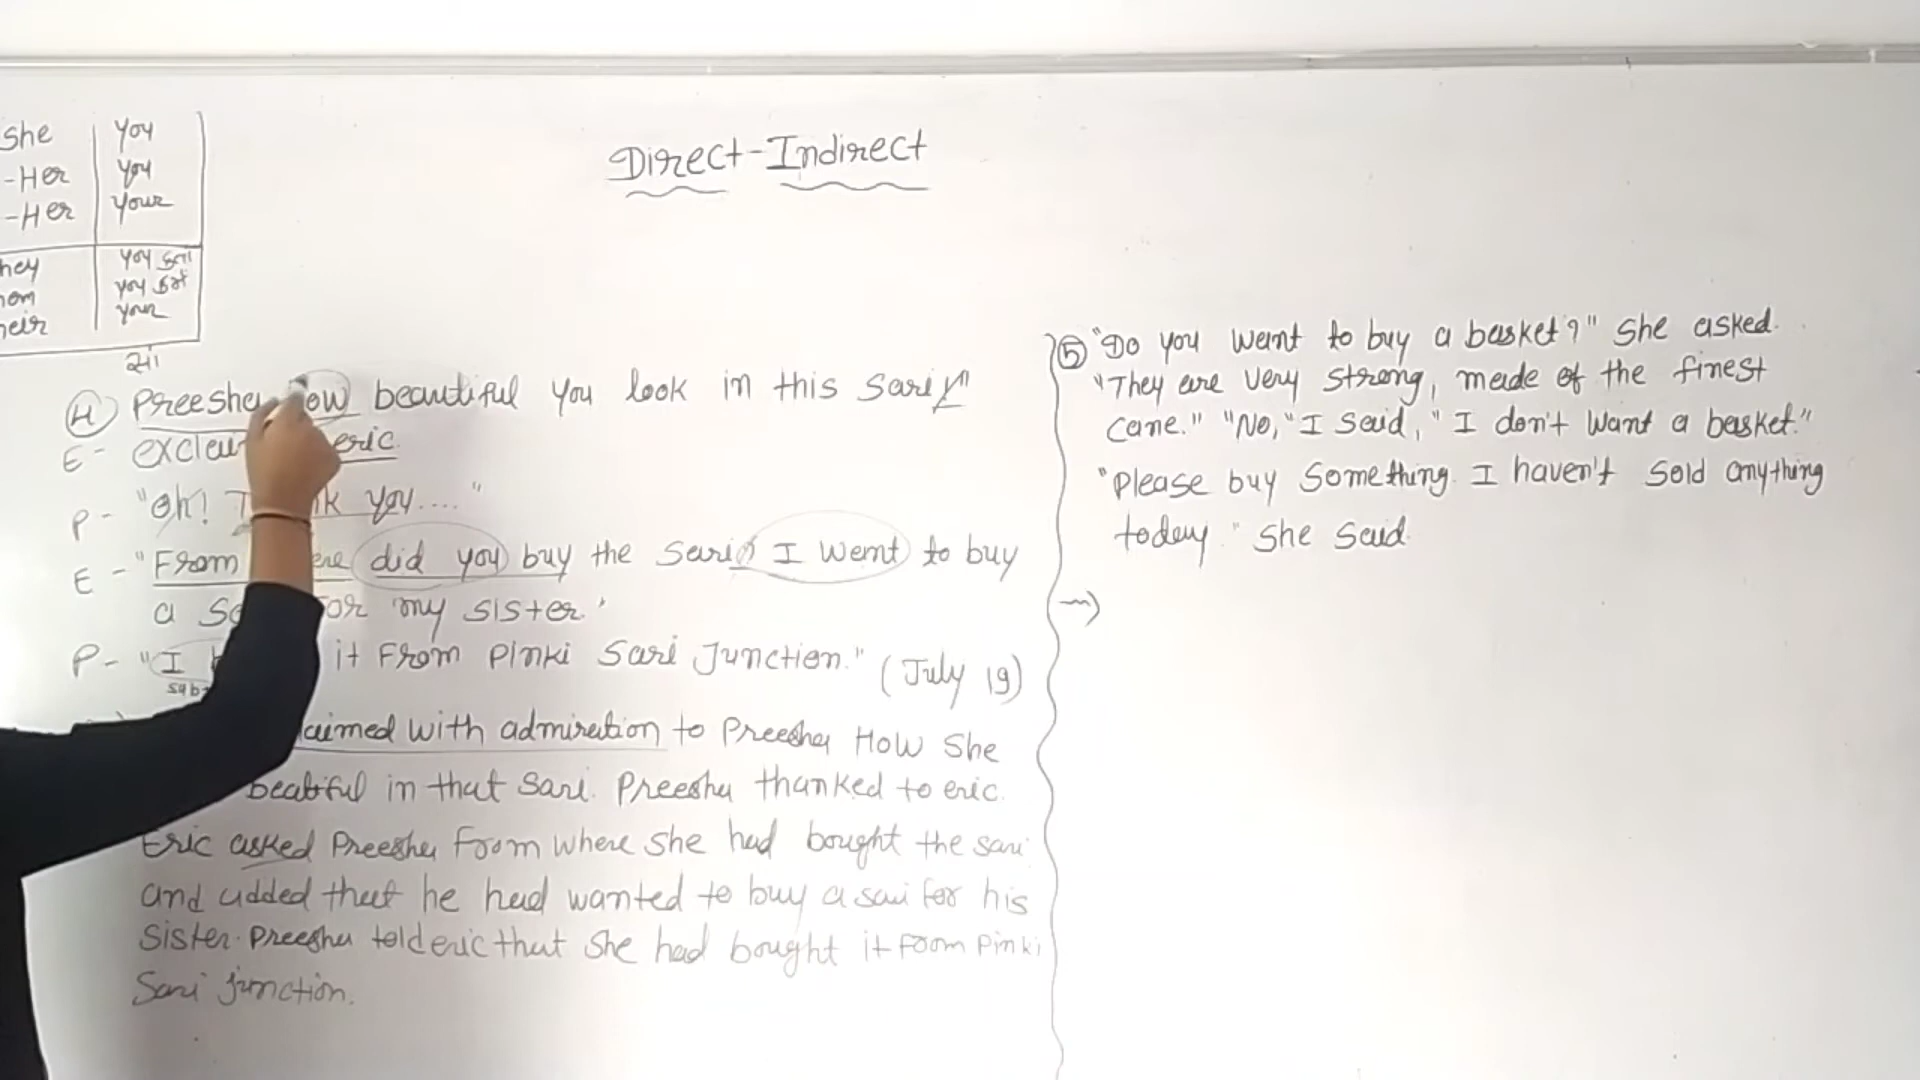 Direct-Indirect
she | you
-Her | you
-Her | your
hey | you
hom | you
heir | your
④ Preesha, How beautiful you look in this Sari!"
E - eric.
P - "oh! Thank you...."
E - "From did you buy the Sari? I want to buy
a for my sister."
P- "I it From Pinki Sari Junction." (July 19)
aimed with admiration to Preesha How she
beatiful in that sari. Preesha thanked to eric.
Eric asked Preesha from where she had bought the sari
and added that he had wanted to buy a sari for his
sister. Preesha told eric that she had bought it from Pinki
Sari junction.
⑤ "Do you want to buy a basket?" She asked.
"They are very strong, made of the finest
cane." "No," I said, "I don't want a basket."
"Please buy something. I haven't sold anything
today." She said.